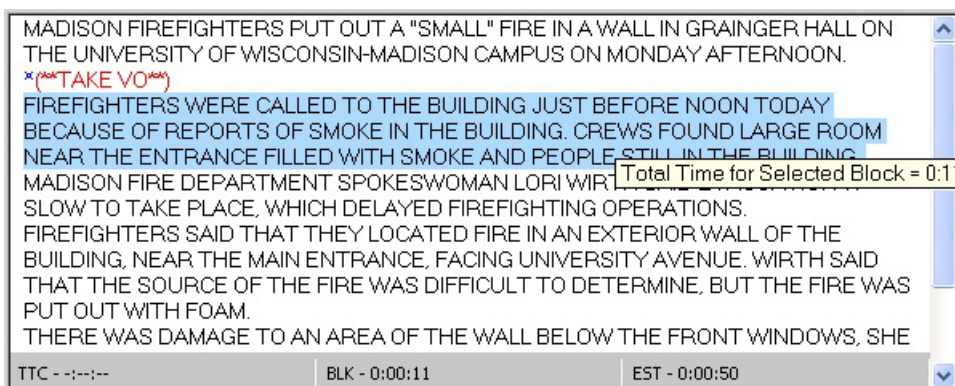 MADISON FIREFIGHTERS PUT OUT A "SMALL" FIRE IN A WALL IN GRAINGER HALL ON
THE UNIVERSITY OF WISCONSIN-MADISON CAMPUS ON MONDAY AFTERNOON.
*(**TAKE VO**)
FIREFIGHTERS WERE CALLED TO THE BUILDING JUST BEFORE NOON TODAY
BECAUSE OF REPORTS OF SMOKE IN THE BUILDING. CREWS FOUND LARGE ROOM
NEAR THE ENTRANCE FILLED WITH SMOKE AND PEOPLE STILL IN THE BUILDING.
Total Time for Selected Block = 0:11
MADISON FIRE DEPARTMENT SPOKESWOMAN LORI
SLOW TO TAKE PLACE, WHICH DELAYED FIREFIGHTING OPERATIONS.
FIREFIGHTERS SAID THAT THEY LOCATED FIRE IN AN EXTERIOR WALL OF THE
BUILDING, NEAR THE MAIN ENTRANCE, FACING UNIVERSITY AVENUE. WIRTH SAID
THAT THE SOURCE OF THE FIRE WAS DIFFICULT TO DETERMINE, BUT THE FIRE WAS
PUT OUT WITH FOAM.
THERE WAS DAMAGE TO AN AREA OF THE WALL BELOW THE FRONT WINDOWS, SHE
TTC - -:--:-- BLK - 0:00:11 EST - 0:00:50